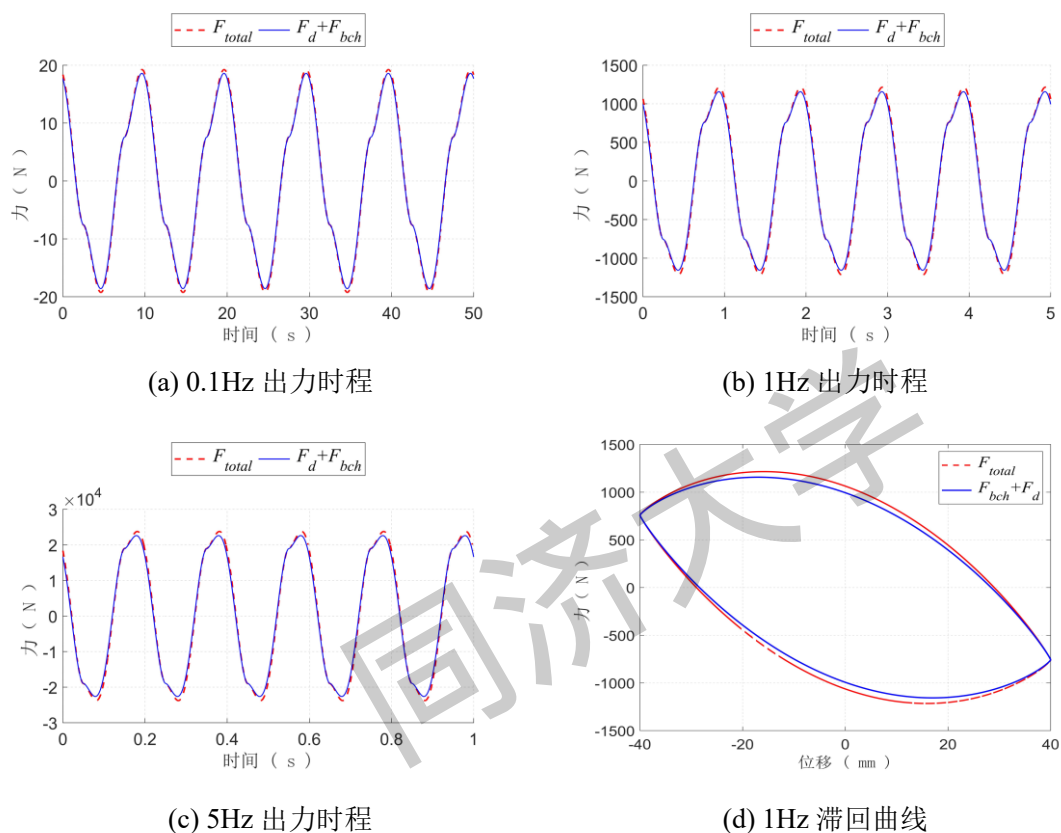 F_total F_d+F_bch
20
10
0
-10
-20
力 ( N )
0 10 20 30 40 50
时间 ( s )
(a) 0.1Hz 出力时程
F_total F_d+F_bch
1500
1000
500
0
-500
-1000
-1500
力 ( N )
0 1 2 3 4 5
时间 ( s )
(b) 1Hz 出力时程
F_total F_d+F_bch
×10^4
3
2
1
0
-1
-2
-3
力 ( N )
0 0.2 0.4 0.6 0.8 1
时间 ( s )
(c) 5Hz 出力时程
F_total
F_bch+F_d
1500
1000
500
0
-500
-1000
-1500
力 ( N )
-40 -20 0 20 40
位移 ( mm )
(d) 1Hz 滞回曲线
同济大学